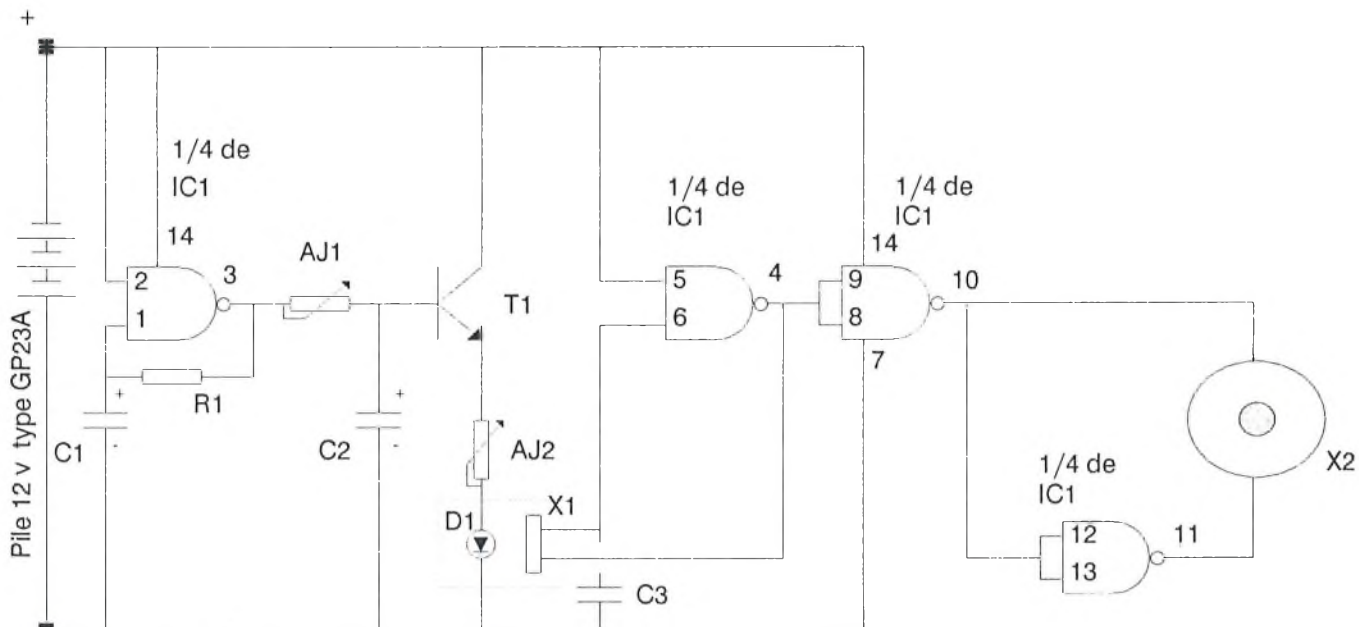 +
1/4 de
IC1
14
2
3
1
AJ1
R1
C1
+
-
C2
+
-
T1
AJ2
D1
X1
C3
1/4 de
IC1
5
4
6
1/4 de
IC1
14
9
10
8
7
1/4 de
IC1
12
11
13
X2
Pile 12 v type GP23A